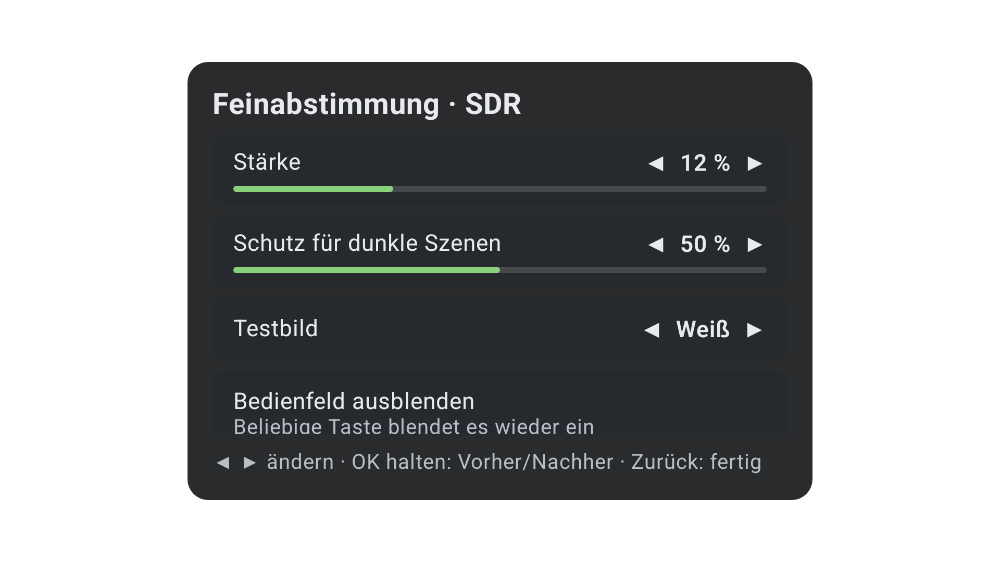 Feinabstimmung · SDR
Stärke ◀ 12 % ▶
Schutz für dunkle Szenen ◀ 50 % ▶
Testbild ◀ Weiß ▶
Bedienfeld ausblenden
Beliebige Taste blendet es wieder ein
◀ ▶ ändern · OK halten: Vorher/Nachher · Zurück: fertig